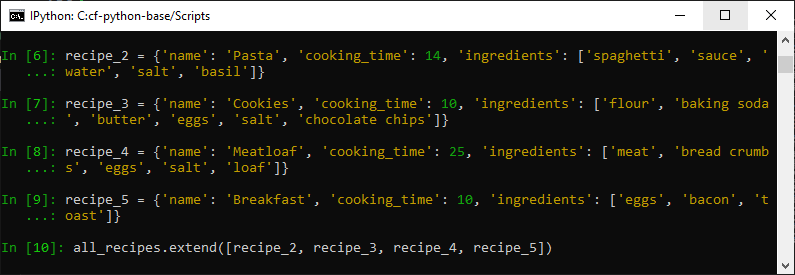 IPython: C:cf-python-base/Scripts
In [6]: recipe_2 = {'name': 'Pasta', 'cooking_time': 14, 'ingredients': ['spaghetti', 'sauce', '
...: water', 'salt', 'basil']}
In [7]: recipe_3 = {'name': 'Cookies', 'cooking_time': 10, 'ingredients': ['flour', 'baking soda
...: ', 'butter', 'eggs', 'salt', 'chocolate chips']}
In [8]: recipe_4 = {'name': 'Meatloaf', 'cooking_time': 25, 'ingredients': ['meat', 'bread crumb
...: s', 'eggs', 'salt', 'loaf']}
In [9]: recipe_5 = {'name': 'Breakfast', 'cooking_time': 10, 'ingredients': ['eggs', 'bacon', 't
...: oast']}
In [10]: all_recipes.extend([recipe_2, recipe_3, recipe_4, recipe_5])